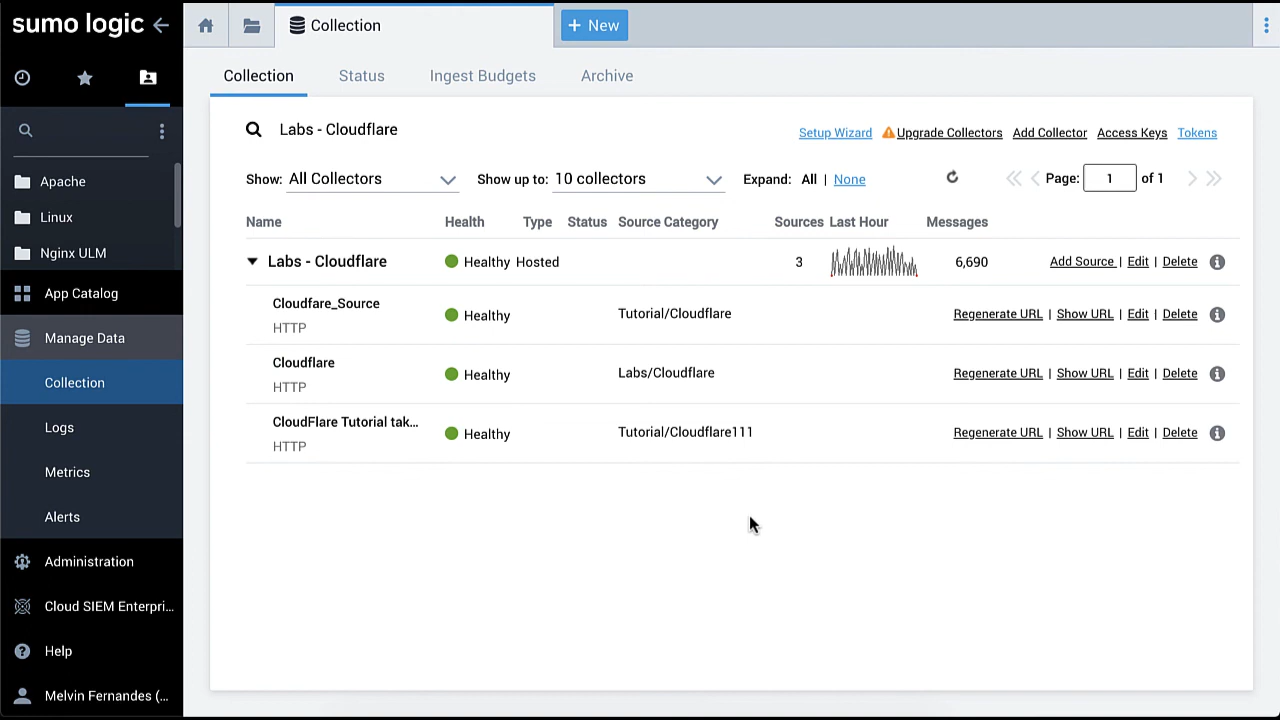 sumo logic
Collection
+ New
Collection Status Ingest Budgets Archive
Labs - Cloudflare
Setup Wizard Upgrade Collectors Add Collector Access Keys Tokens
Show: All Collectors Show up to: 10 collectors Expand: All | None Page: 1 of 1
Name Health Type Status Source Category Sources Last Hour Messages
Labs - Cloudflare Healthy Hosted 3 6,690 Add Source | Edit | Delete
Cloudfare_Source
HTTP
Healthy Tutorial/Cloudflare Regenerate URL | Show URL | Edit | Delete
Cloudflare
HTTP
Healthy Labs/Cloudflare Regenerate URL | Show URL | Edit | Delete
CloudFlare Tutorial tak...
HTTP
Healthy Tutorial/Cloudflare111 Regenerate URL | Show URL | Edit | Delete
Apache
Linux
Nginx ULM
App Catalog
Manage Data
Collection
Logs
Metrics
Alerts
Administration
Cloud SIEM Enterpri...
Help
Melvin Fernandes (...